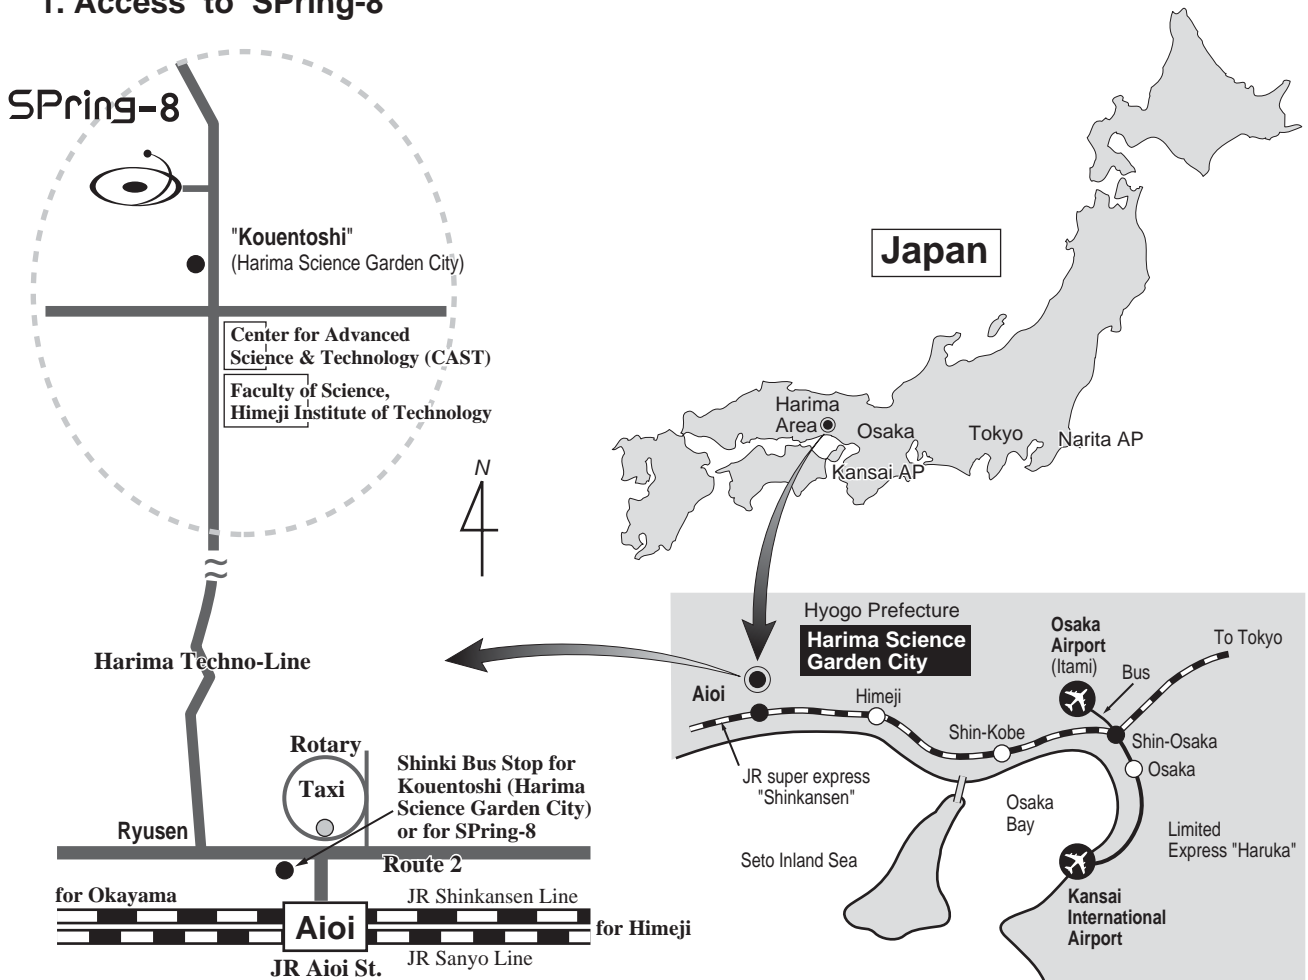 1. Access to SPring-8
SPring-8
"Kouentoshi"
(Harima Science Garden City)
Center for Advanced
Science & Technology (CAST)
Faculty of Science,
Himeji Institute of Technology
N
Harima Techno-Line
Rotary
Taxi
Shinki Bus Stop for
Kouentoshi (Harima
Science Garden City)
or for SPring-8
Ryusen
Route 2
for Okayama
JR Shinkansen Line
Aioi
for Himeji
JR Sanyo Line
JR Aioi St.
Japan
Harima
Area
Osaka
Tokyo
Narita AP
Kansai AP
Hyogo Prefecture
Harima Science
Garden City
Osaka
Airport
(Itami)
To Tokyo
Bus
Aioi
Himeji
Shin-Kobe
Shin-Osaka
Osaka
JR super express
"Shinkansen"
Osaka
Bay
Limited
Express "Haruka"
Seto Inland Sea
Kansai
International
Airport